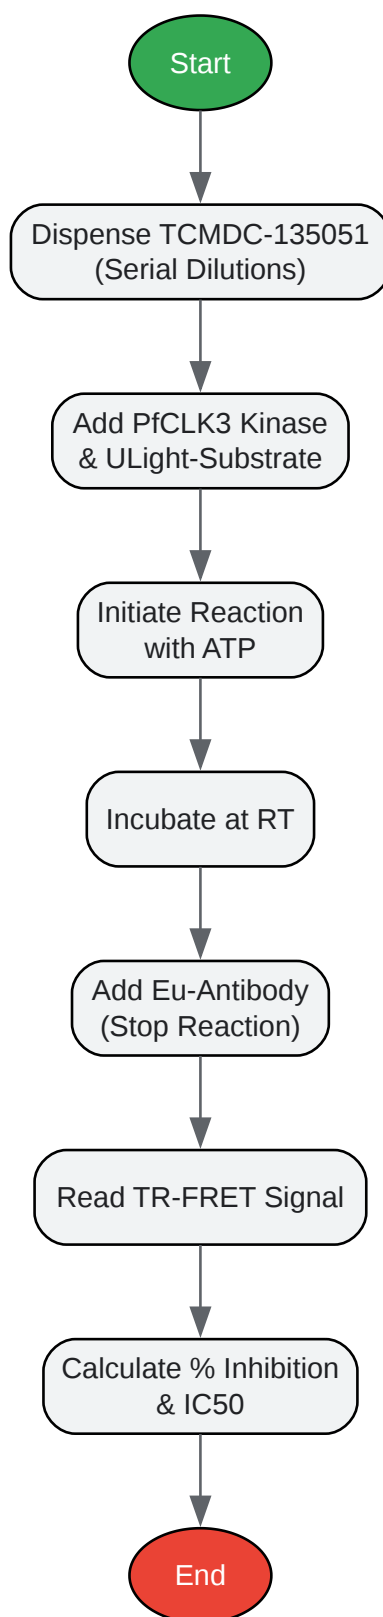 Start
Dispense TCMDC-135051
(Serial Dilutions)
Add PfCLK3 Kinase
& ULight-Substrate
Initiate Reaction
with ATP
Incubate at RT
Add Eu-Antibody
(Stop Reaction)
Read TR-FRET Signal
Calculate % Inhibition
& IC50
End